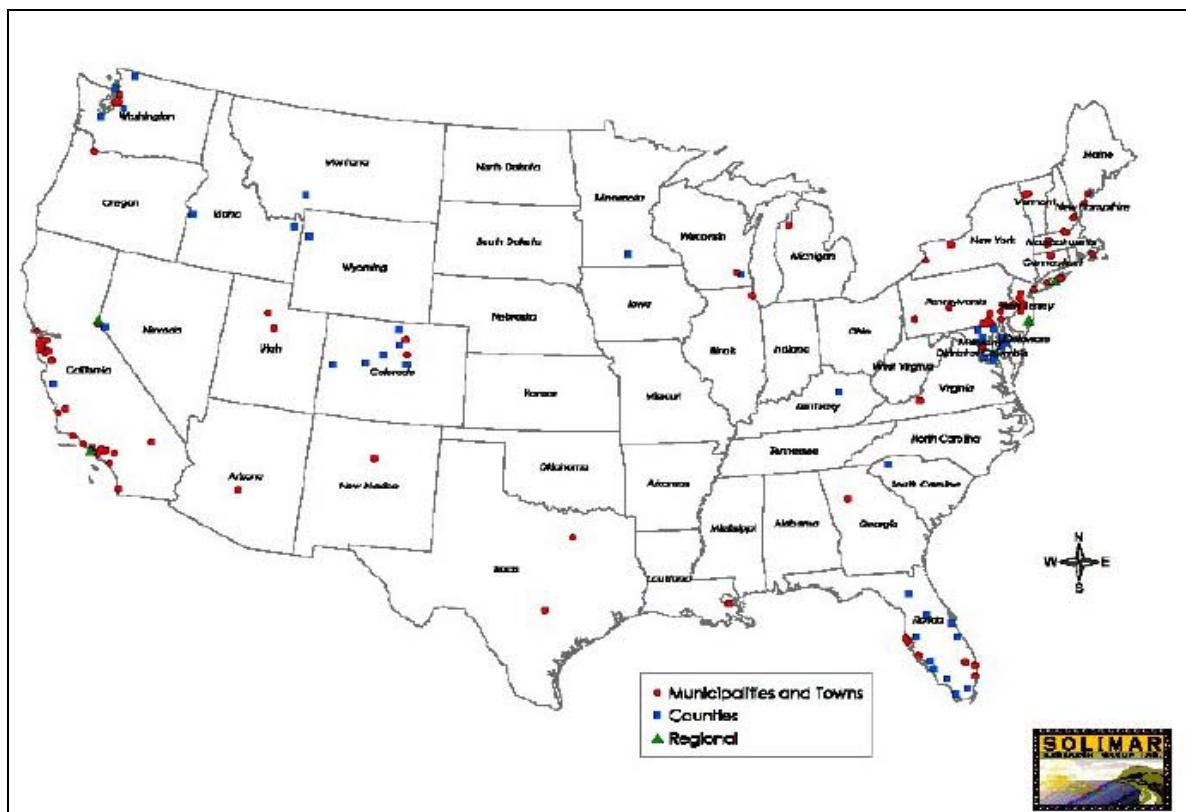 Washington
Montana
North Dakota
Minnesota
Maine
Oregon
Idaho
Vermont
New Hampshire
South Dakota
Wisconsin
Michigan
New York
Massachusetts
Wyoming
Connecticut
Iowa
Pennsylvania
New Jersey
Nevada
Nebraska
Ohio
Delaware
Utah
Illinois
Indiana
District of Columbia
California
Colorado
West Virginia
Kansas
Missouri
Virginia
Kentucky
North Carolina
Tennessee
Oklahoma
Arizona
New Mexico
Arkansas
South Carolina
Mississippi
Alabama
Georgia
N
W E
S
Texas
Louisiana
Florida
Municipalities and Towns
Counties
Regional
SOLIMAR